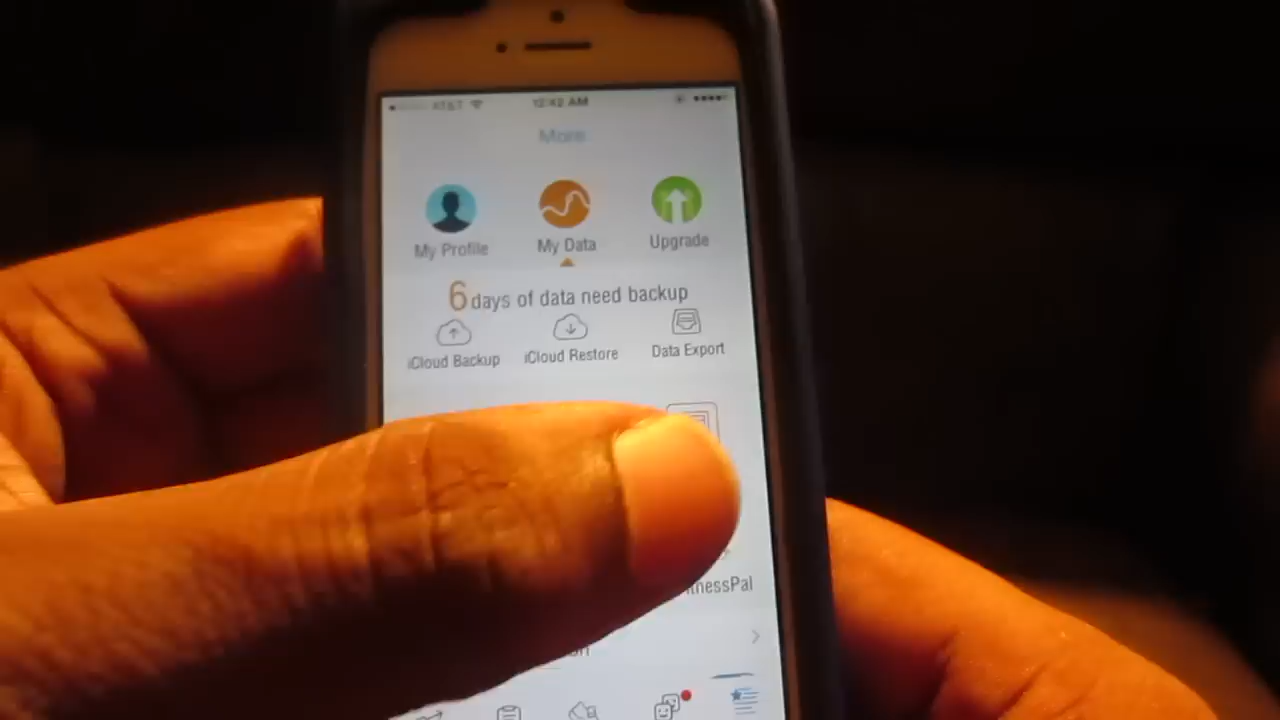 AT&T 12:42 AM
More
My Profile My Data Upgrade
6 days of data need backup
iCloud Backup iCloud Restore Data Export
tnessPal